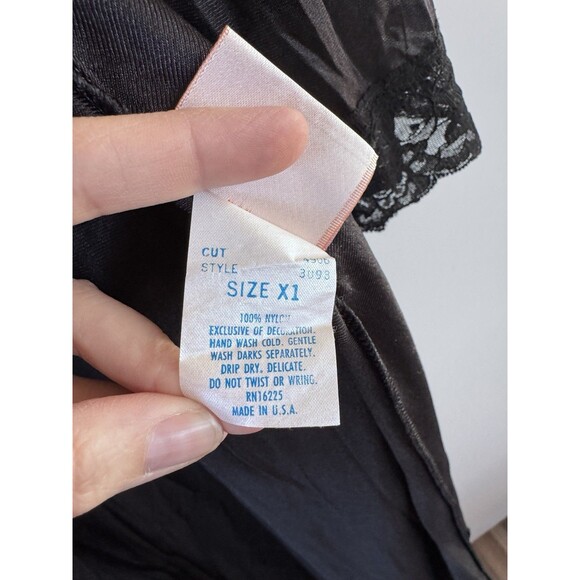 CUT
STYLE 3093
SIZE X1
100% NYLON
EXCLUSIVE OF DECORATION.
HAND WASH COLD. GENTLE
WASH DARKS SEPARATELY.
DRIP DRY. DELICATE.
DO NOT TWIST OR WRING.
RN16225
MADE IN U.S.A.